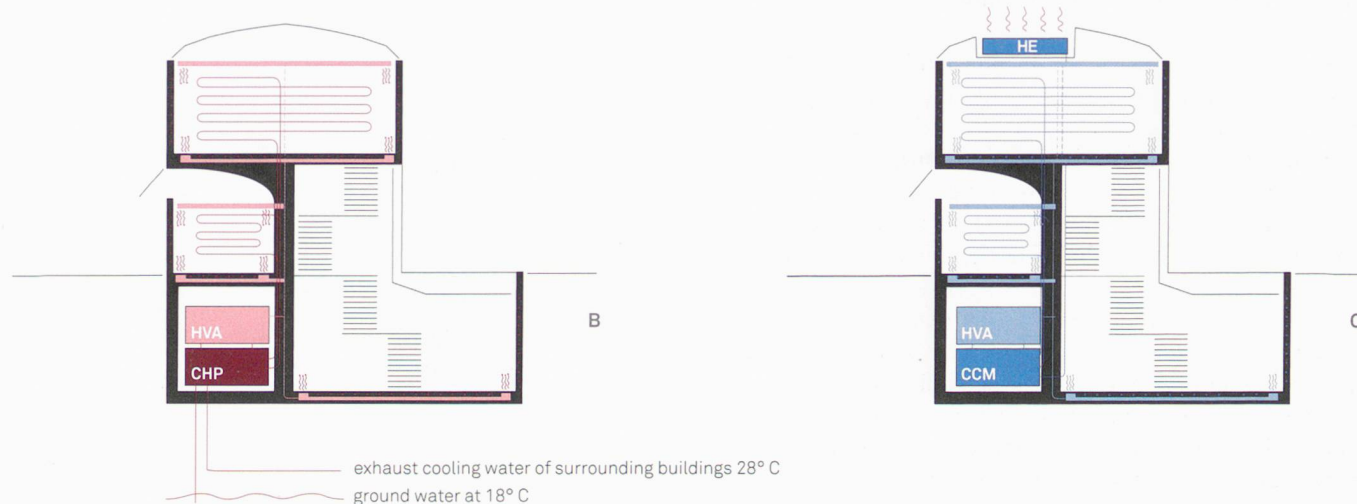 HE
HVA
CHP
B
HVA
CCM
exhaust cooling water of surrounding buildings 28° C
ground water at 18° C